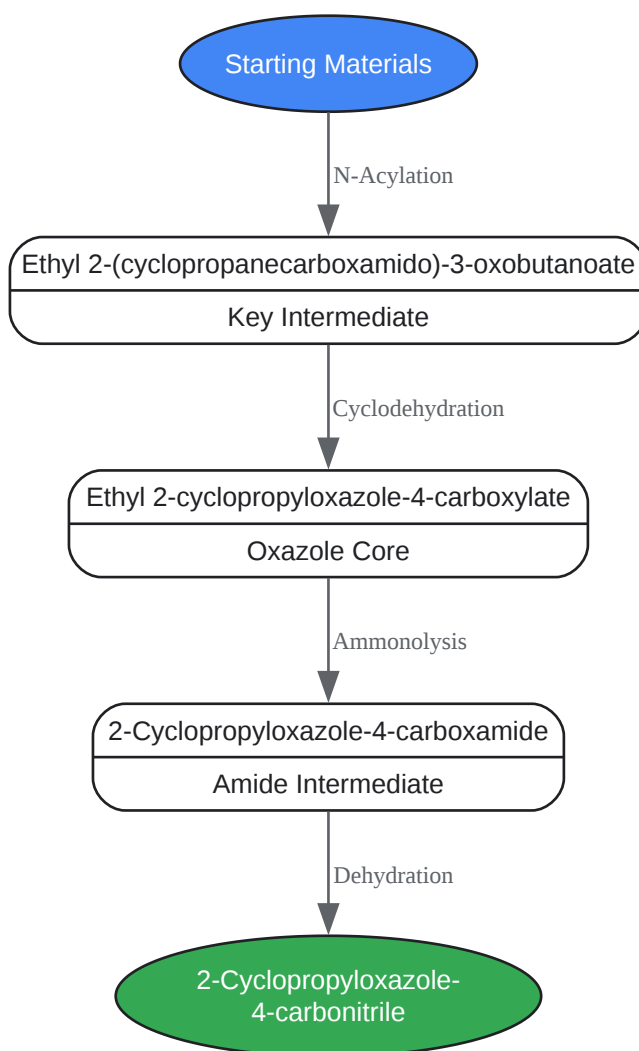 Starting Materials
N-Acylation
Ethyl 2-(cyclopropanecarboxamido)-3-oxobutanoate
Key Intermediate
Cyclodehydration
Ethyl 2-cyclopropyloxazole-4-carboxylate
Oxazole Core
Ammonolysis
2-Cyclopropyloxazole-4-carboxamide
Amide Intermediate
Dehydration
2-Cyclopropyloxazole-
4-carbonitrile